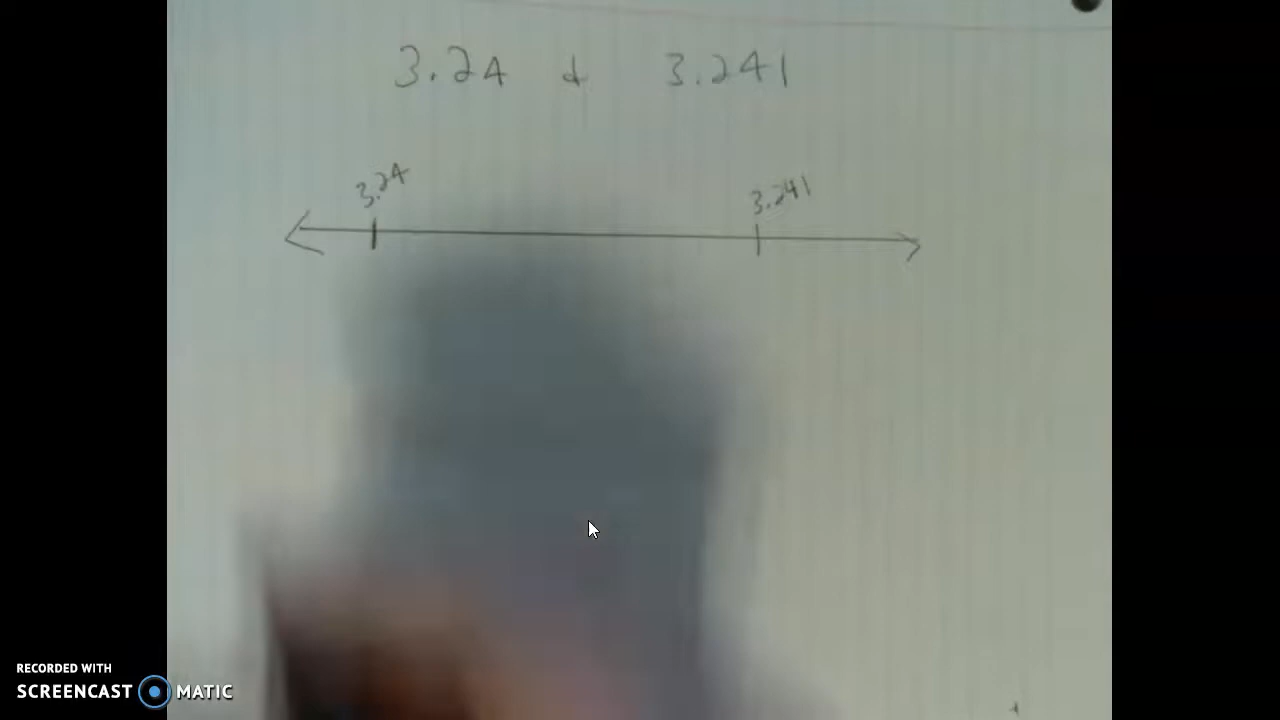 3.24 & 3.241
3.24 3.241
RECORDED WITH
SCREENCAST MATIC